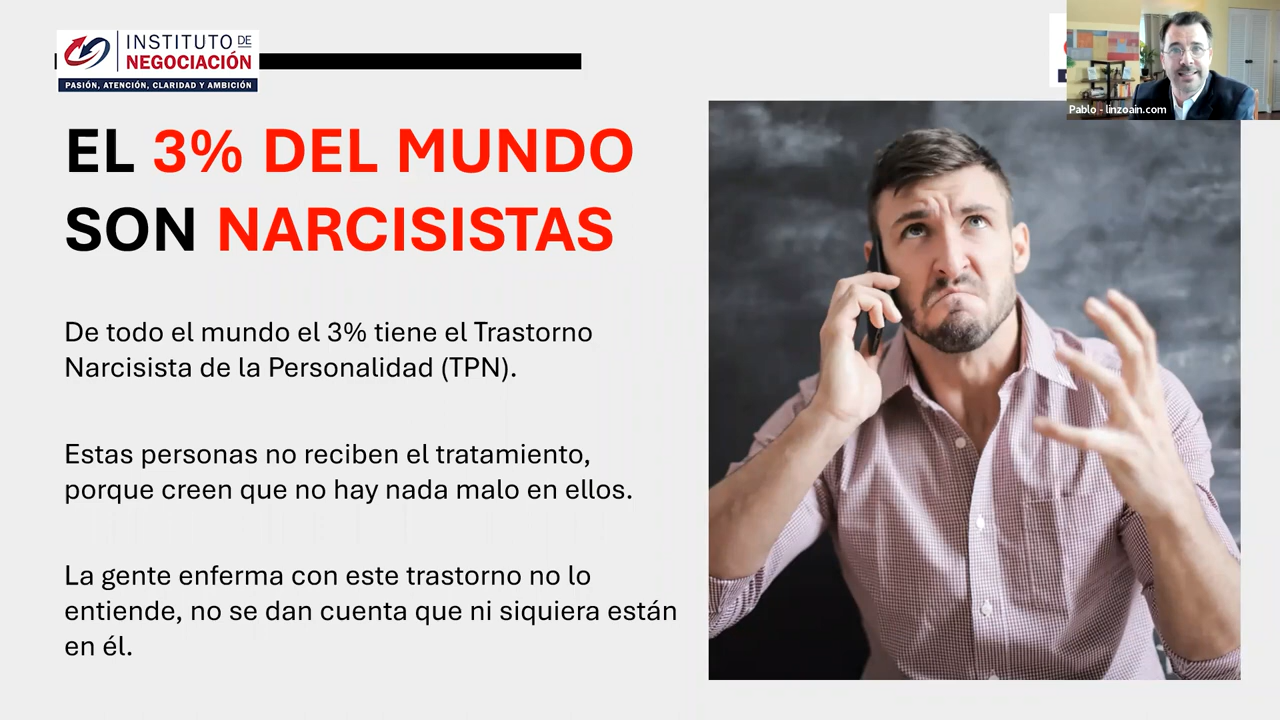 INSTITUTO DE
NEGOCIACIÓN
PASIÓN, ATENCIÓN, CLARIDAD Y AMBICIÓN
Pablo - linzoain.com
EL 3% DEL MUNDO
SON NARCISISTAS
De todo el mundo el 3% tiene el Trastorno
Narcisista de la Personalidad (TPN).
Estas personas no reciben el tratamiento,
porque creen que no hay nada malo en ellos.
La gente enferma con este trastorno no lo
entiende, no se dan cuenta que ni siquiera están
en él.